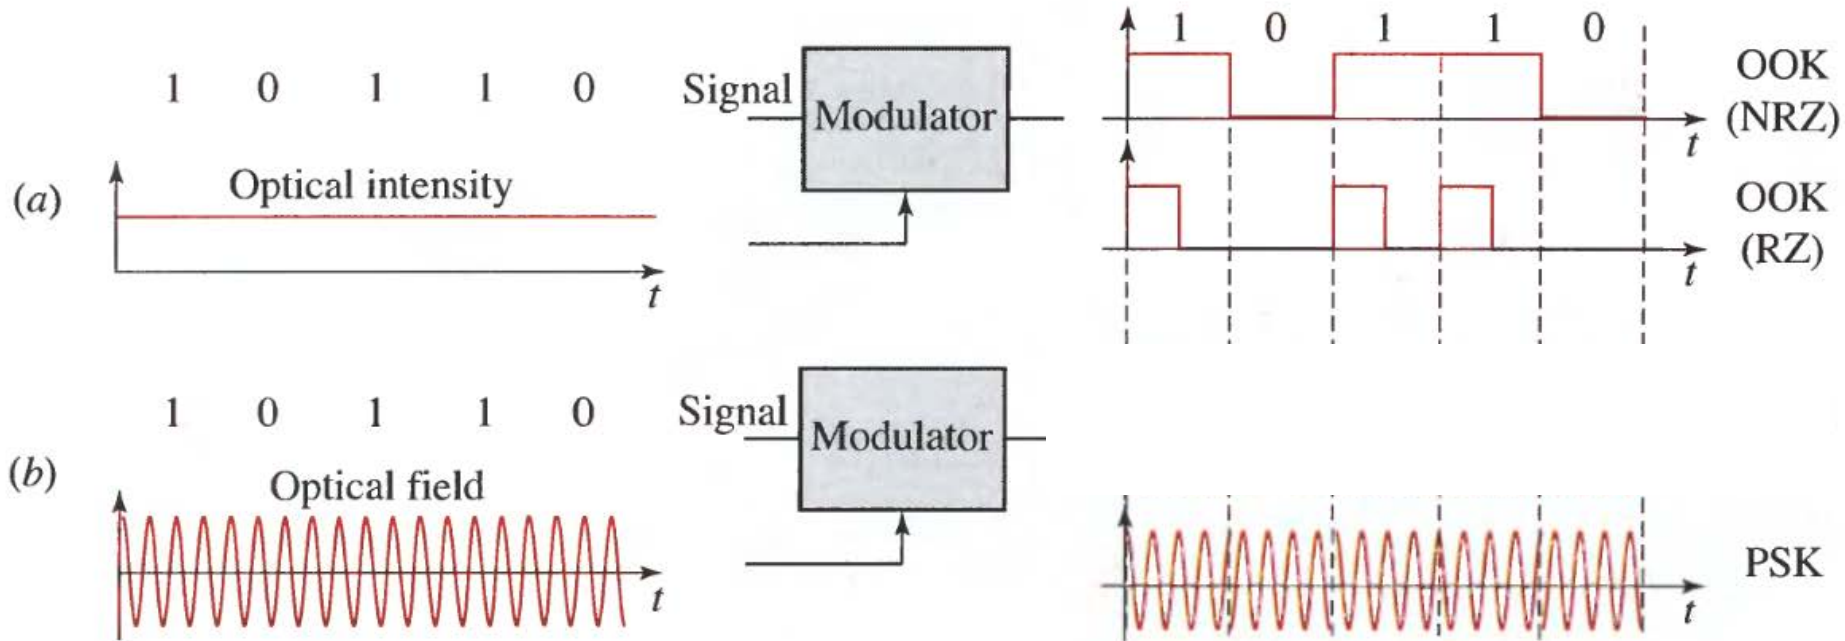 1 0 1 1 0
Signal
Modulator
1 0 1 1 0
OOK
(NRZ)
t
(a)
Optical intensity
t
OOK
(RZ)
t
1 0 1 1 0
Signal
Modulator
(b)
Optical field
t
PSK
t